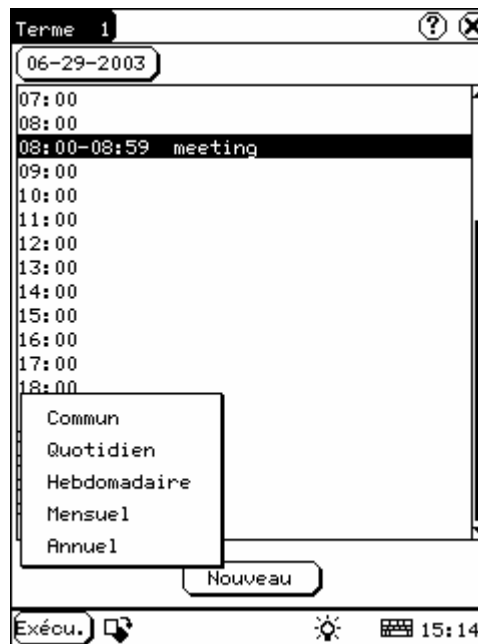 Terme 1 ?
06-29-2003
07:00
08:00
08:00-08:59 meeting
09:00
10:00
11:00
12:00
13:00
14:00
15:00
16:00
17:00
18:00
Commun
Quotidien
Hebdomadaire
Mensuel
Annuel
Nouveau
Exécu.) 15:14